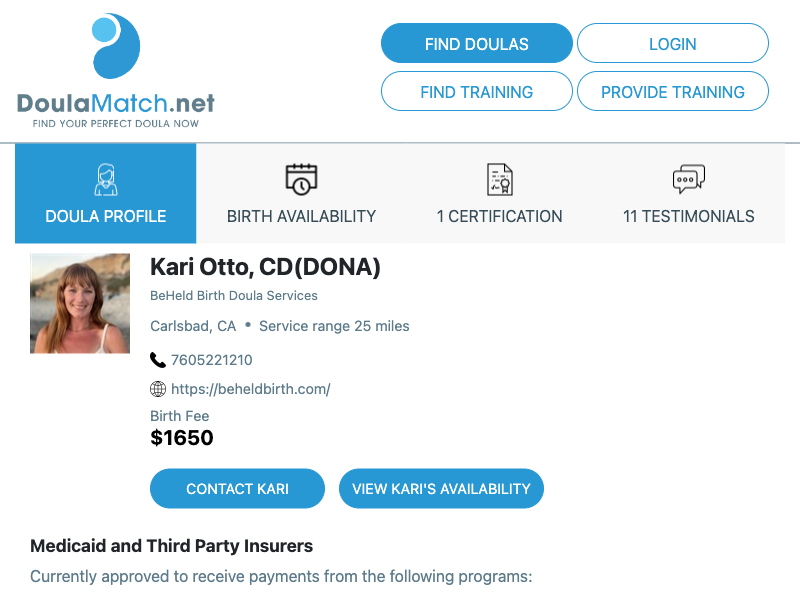 DoulaMatch.net
FIND YOUR PERFECT DOULA NOW
FIND DOULAS
LOGIN
FIND TRAINING
PROVIDE TRAINING
DOULA PROFILE
BIRTH AVAILABILITY
1 CERTIFICATION
11 TESTIMONIALS
Kari Otto, CD(DONA)
BeHeld Birth Doula Services
Carlsbad, CA • Service range 25 miles
7605221210
https://beheldbirth.com/
Birth Fee
$1650
CONTACT KARI
VIEW KARI'S AVAILABILITY
Medicaid and Third Party Insurers
Currently approved to receive payments from the following programs: